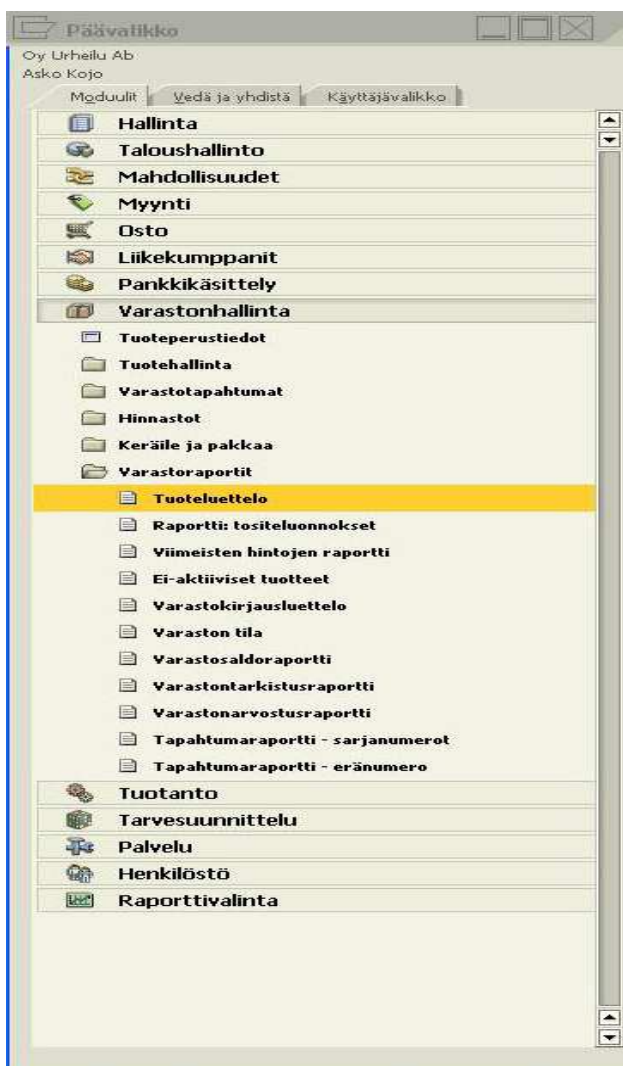 Päävalikko
Oy Urheilu Ab
Asko Kojo
Moduulit Vedä ja yhdistä Käyttäjävalikko
Hallinta
Taloushallinto
Mahdollisuudet
Myynti
Osto
Liikekumppanit
Pankkikäsittely
Varastonhallinta
Tuoteperustiedot
Tuotehallinta
Varastotapahtumat
Hinnastot
Keräile ja pakkaa
Varastoraportit
Tuoteluettelo
Raportti: tositeluonnokset
Viimeisten hintojen raportti
Ei-aktiiviset tuotteet
Varastokirjausluettelo
Varaston tila
Varastosaldoraportti
Varastontarkistusraportti
Varastonarvostusraportti
Tapahtumaraportti - sarjanumerot
Tapahtumaraportti - eränumero
Tuotanto
Tarvesuunnittelu
Palvelu
Henkilöstö
Raporttivalinta